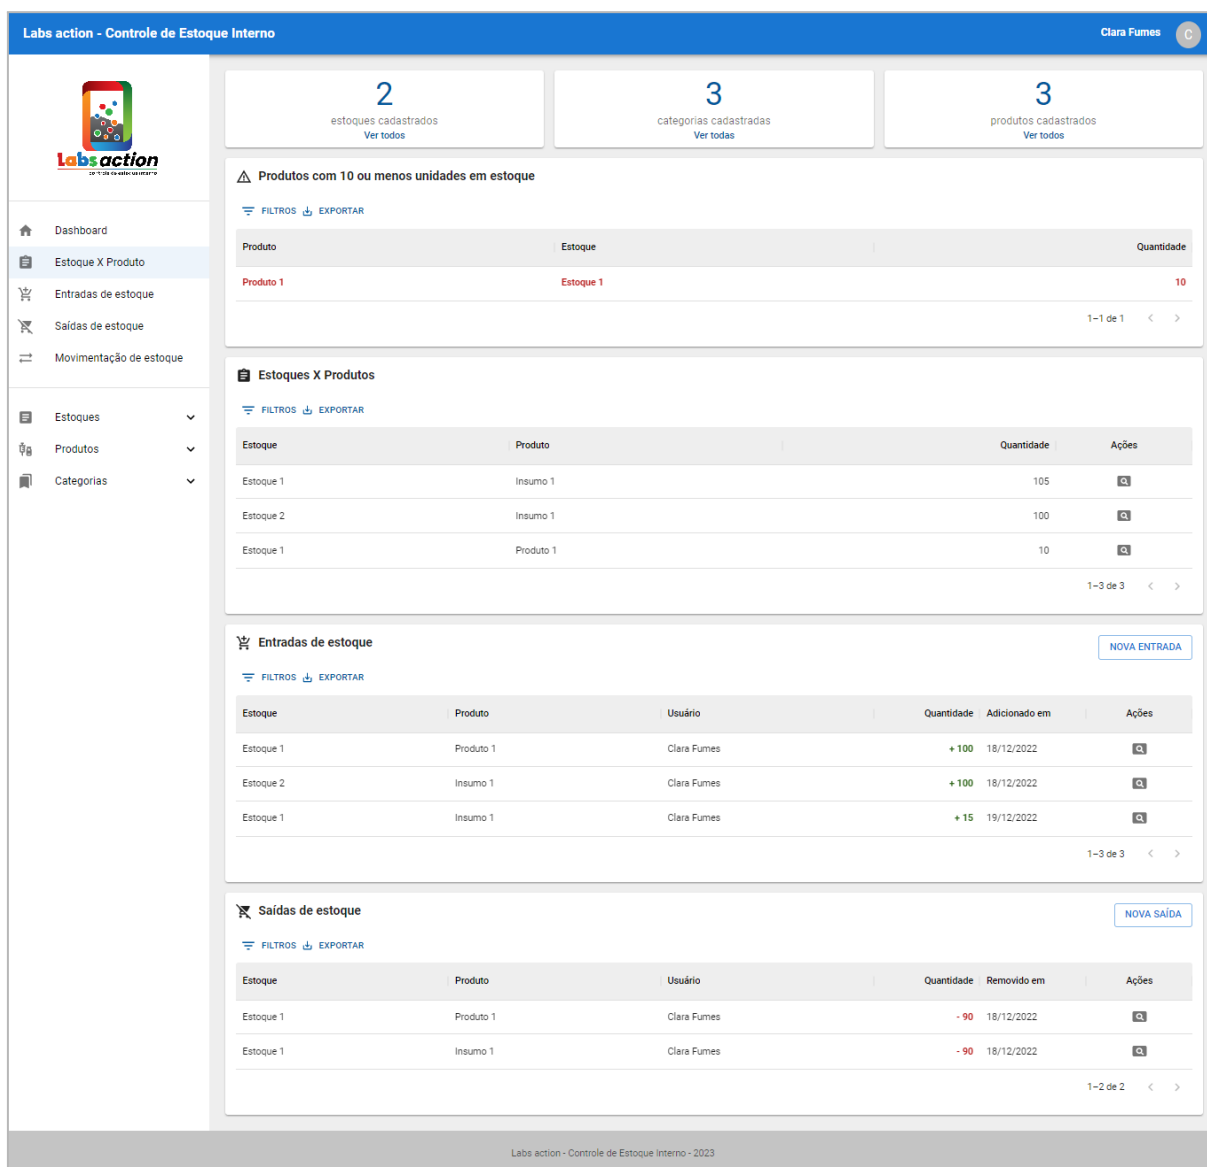 Labs action - Controle de Estoque Interno
Clara Fumes
C
Labs action
Dashboard
Estoque X Produto
Entradas de estoque
Saídas de estoque
Movimentação de estoque
Estoques
Produtos
Categorias
2
estoques cadastrados
Ver todos
3
categorias cadastradas
Ver todas
3
produtos cadastrados
Ver todos
Produtos com 10 ou menos unidades em estoque
FILTROS EXPORTAR
Produto Estoque Quantidade
Produto 1 Estoque 1 10
1–1 de 1
Estoques X Produtos
FILTROS EXPORTAR
Estoque Produto Quantidade Ações
Estoque 1 Insumo 1 105
Estoque 2 Insumo 1 100
Estoque 1 Produto 1 10
1–3 de 3
Entradas de estoque
NOVA ENTRADA
FILTROS EXPORTAR
Estoque Produto Usuário Quantidade Adicionado em Ações
Estoque 1 Produto 1 Clara Fumes + 100 18/12/2022
Estoque 2 Insumo 1 Clara Fumes + 100 18/12/2022
Estoque 1 Insumo 1 Clara Fumes + 15 19/12/2022
1–3 de 3
Saídas de estoque
NOVA SAÍDA
FILTROS EXPORTAR
Estoque Produto Usuário Quantidade Removido em Ações
Estoque 1 Produto 1 Clara Fumes - 90 18/12/2022
Estoque 1 Insumo 1 Clara Fumes - 90 18/12/2022
1–2 de 2
Labs action - Controle de Estoque Interno - 2023